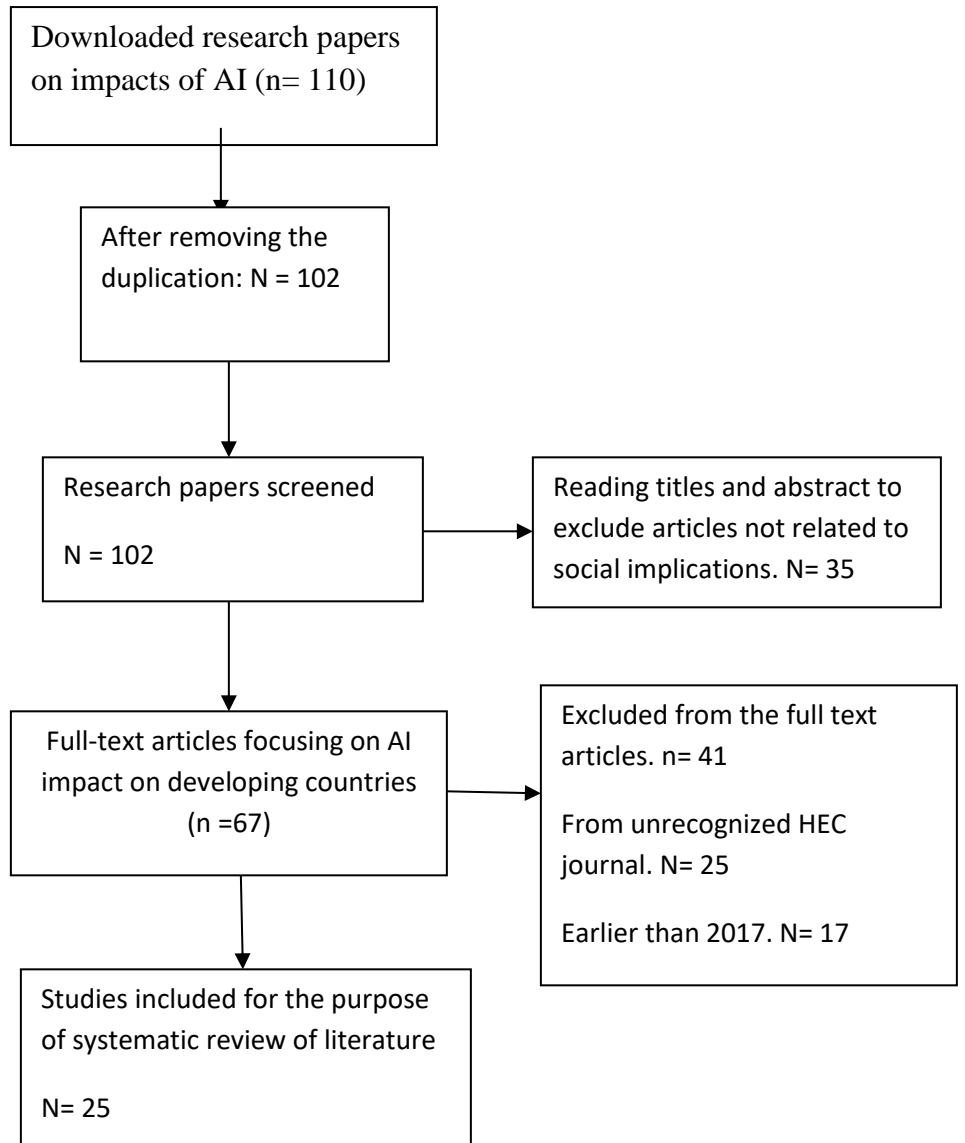 Downloaded research papers
on impacts of AI (n= 110)
After removing the
duplication: N = 102
Research papers screened
N = 102
Reading titles and abstract to
exclude articles not related to
social implications. N= 35
Full-text articles focusing on AI
impact on developing countries
(n =67)
Excluded from the full text
articles. n= 41
From unrecognized HEC
journal. N= 25
Earlier than 2017. N= 17
Studies included for the purpose
of systematic review of literature
N= 25